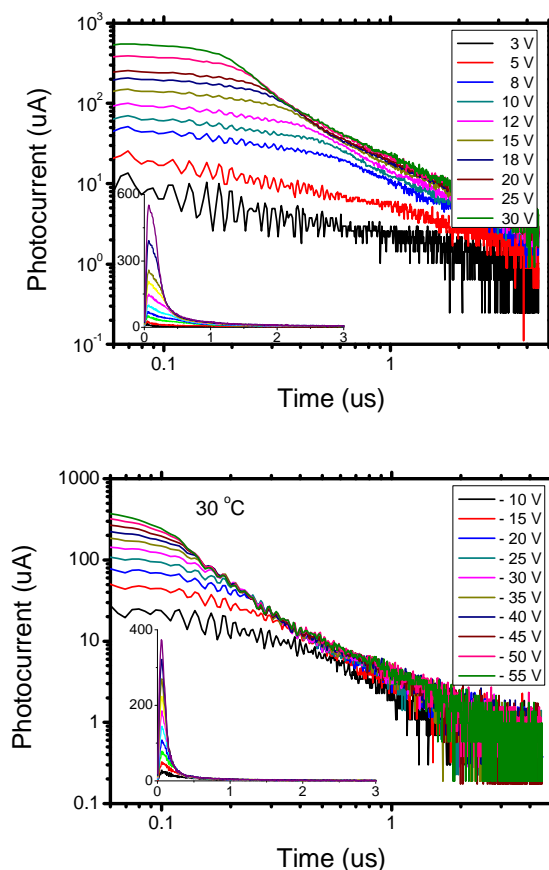 10³
10²
10¹
10⁰
10⁻¹
Photocurrent (uA)
3 V
5 V
8 V
10 V
12 V
15 V
18 V
20 V
25 V
30 V
600
300
0
0 1 2 3
0.1 1
Time (us)
1000
100
10
1
0.1
Photocurrent (uA)
30 °C
- 10 V
- 15 V
- 20 V
- 25 V
- 30 V
- 35 V
- 40 V
- 45 V
- 50 V
- 55 V
400
200
0
0 1 2 3
0.1 1
Time (us)